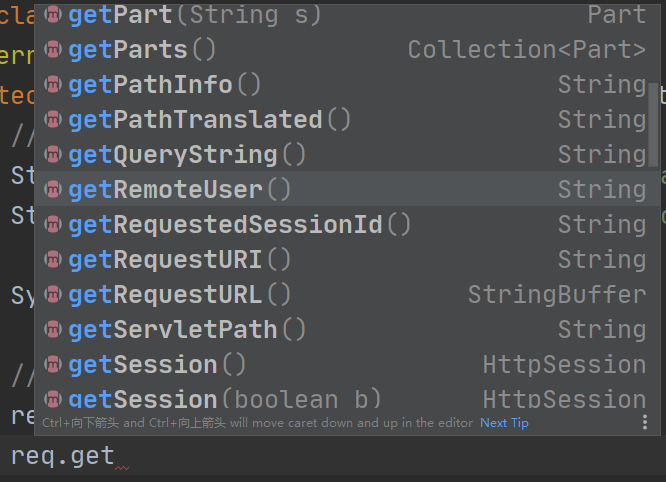 cla
getPart(String s) Part
err
getParts() Collection<Part>
ted
getPathInfo() String
getPathTranslated() String
//
getQueryString() String
St
getRemoteUser() String
St
getRequestedSessionId() String
getRequestURI() String
Sy
getRequestURL() StringBuffer
getServletPath() String
//
getSession() HttpSession
getSession(boolean b) HttpSession
re
Ctrl+向下箭头 and Ctrl+向上箭头 will move caret down and up in the editor Next Tip
req.get